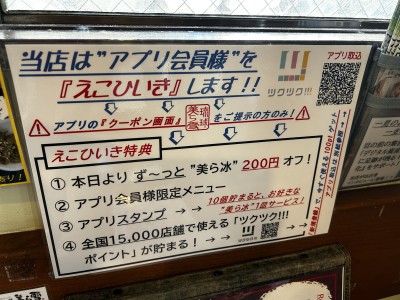 当店は"アプリ会員様"を
『えこひいき』します!!
ツクツク!!!
アプリ取込
アプリの『クーポン画面』 琉球美ら雪 をご提示の方のみ!
えこひいき特典
① 本日より ず〜っと "美ら氷" 200円 オフ!
② アプリ会員様限定メニュー
③ アプリスタンプ → → 10個貯まると、お好きな"美ら氷"1個サービス!
④ 全国15,000店舗で使える「ツクツク!!!
ポイント」が貯まる! → →